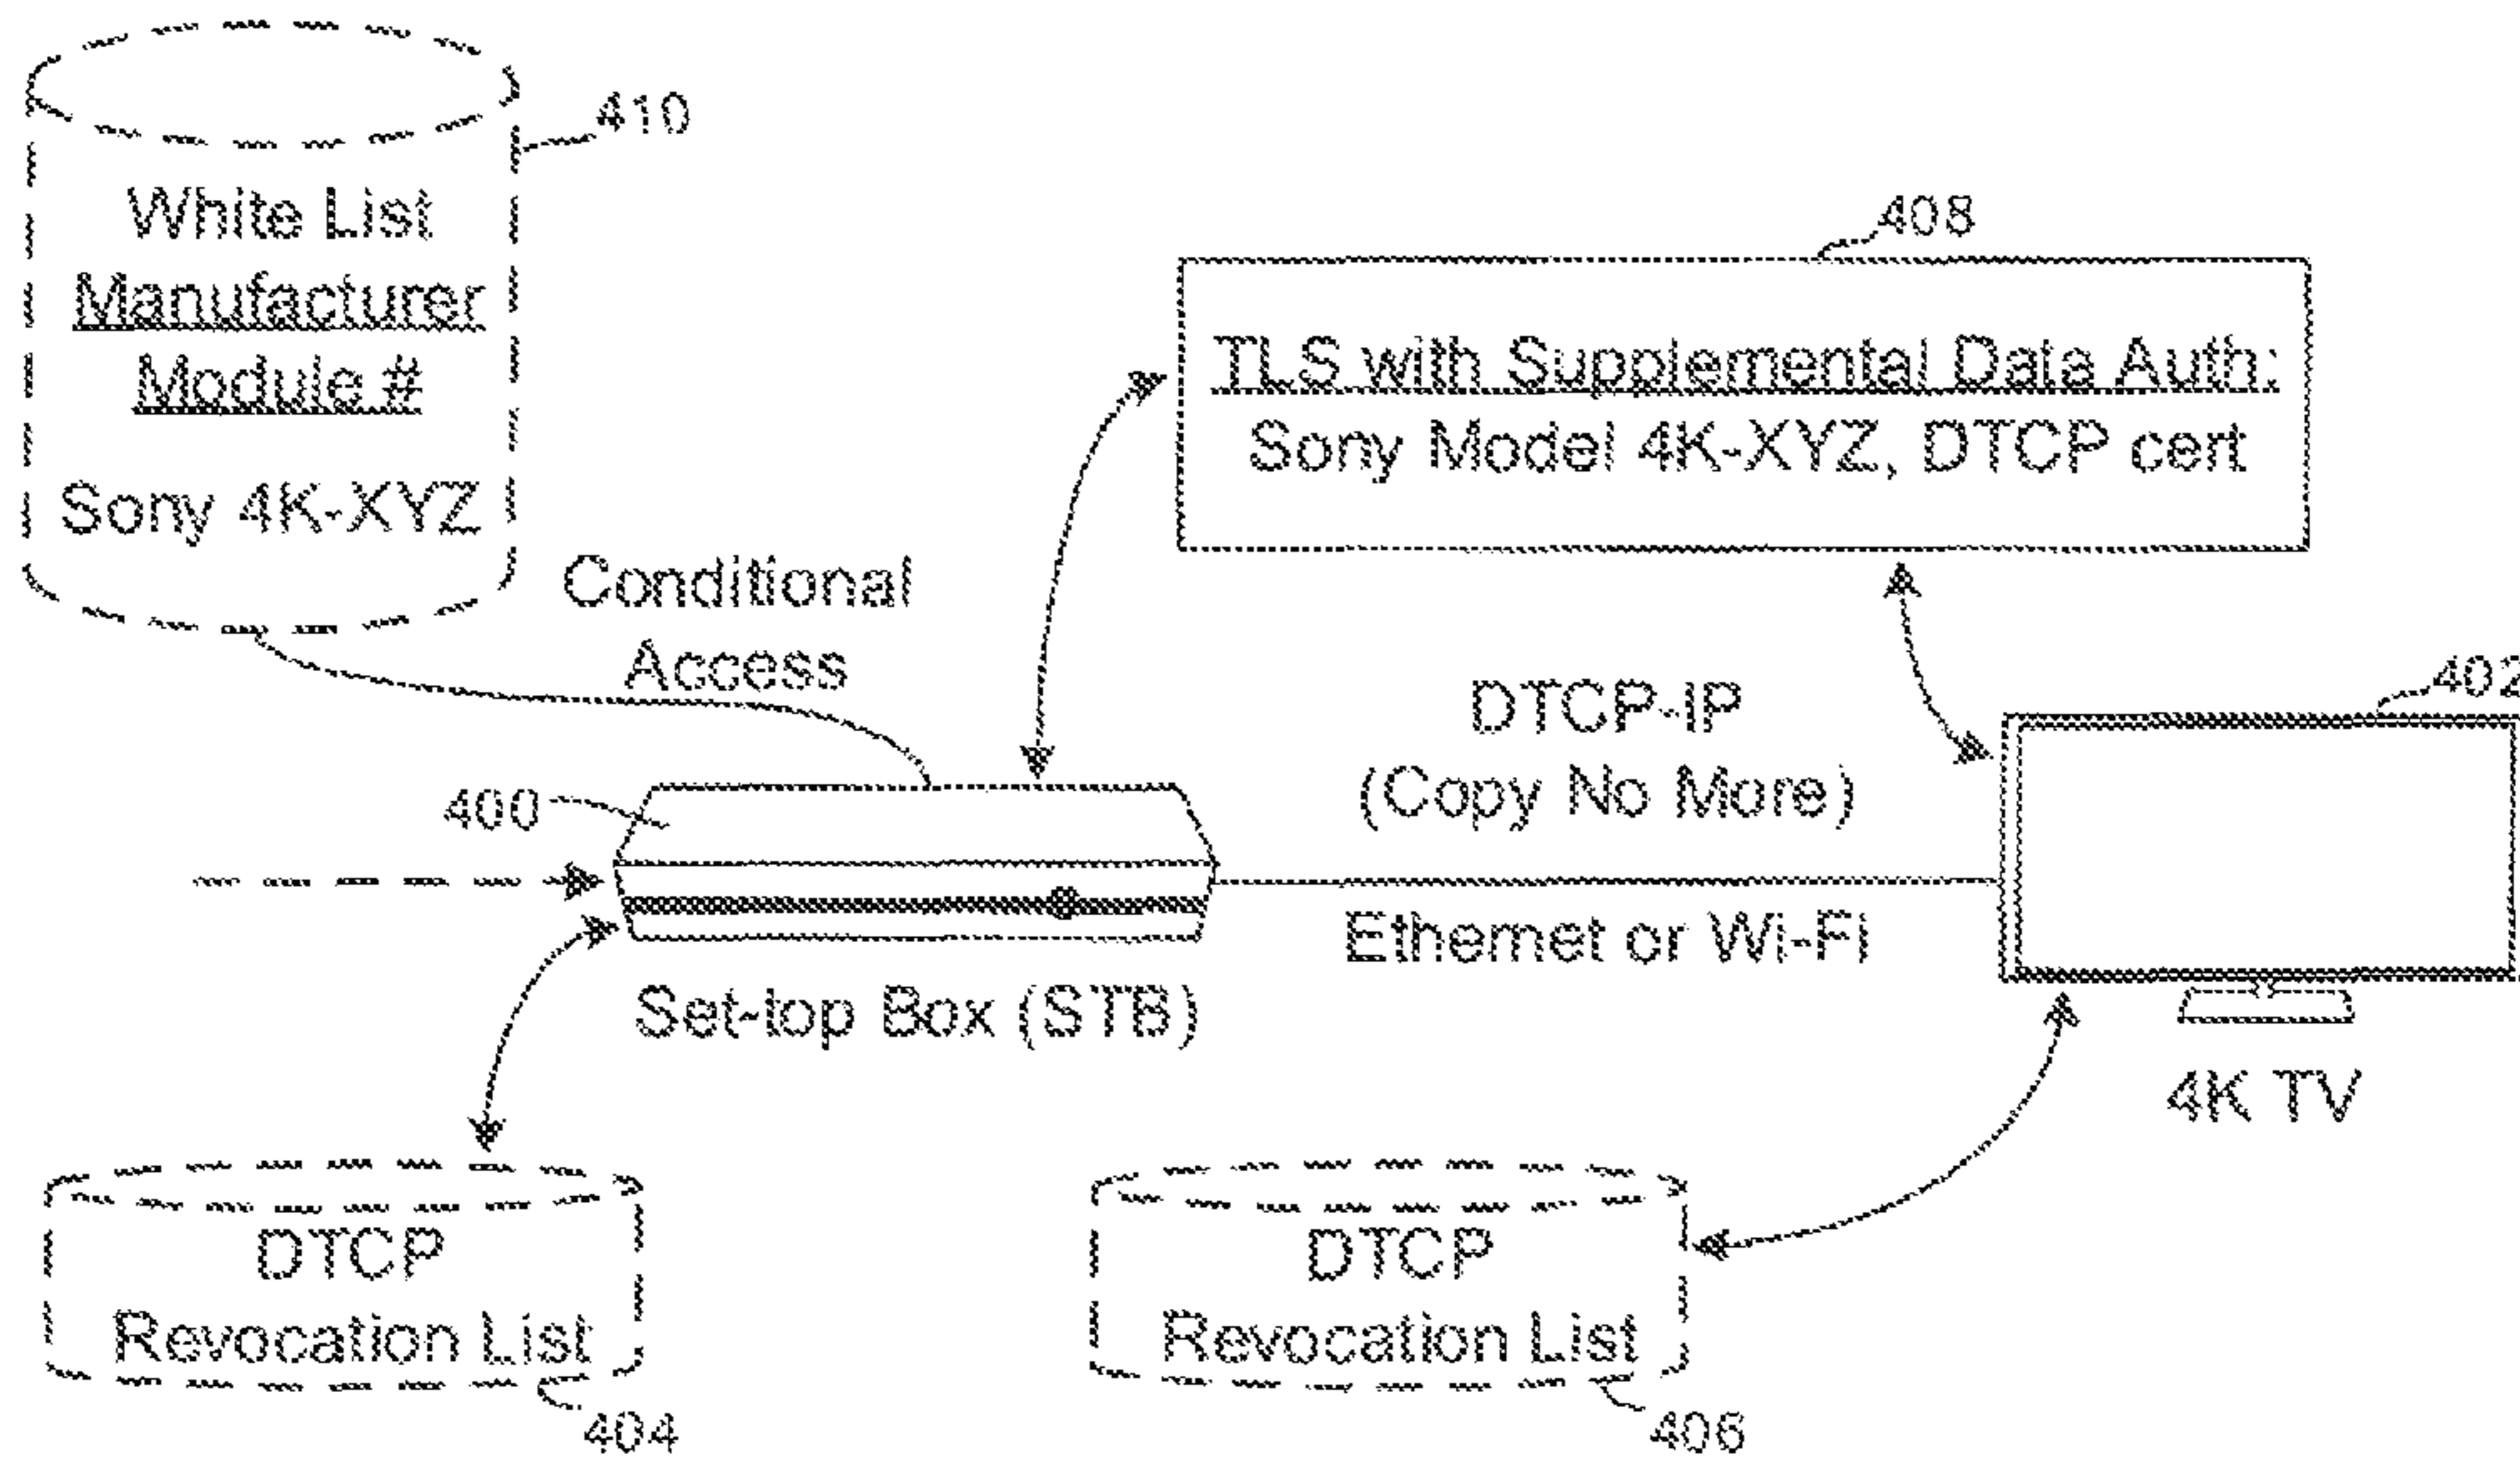 410
White List
Manufacturer
Module #
Sony 4K-XYZ
408
TLS with Supplemental Data Auth:
Sony Model 4K-XYZ, DTCP cert
Conditional
Access
402
DTCP-IP
(Copy No More)
400
Ethernet or Wi-Fi
Set-top Box (STB)
4K TV
DTCP
Revocation List
404
DTCP
Revocation List
406